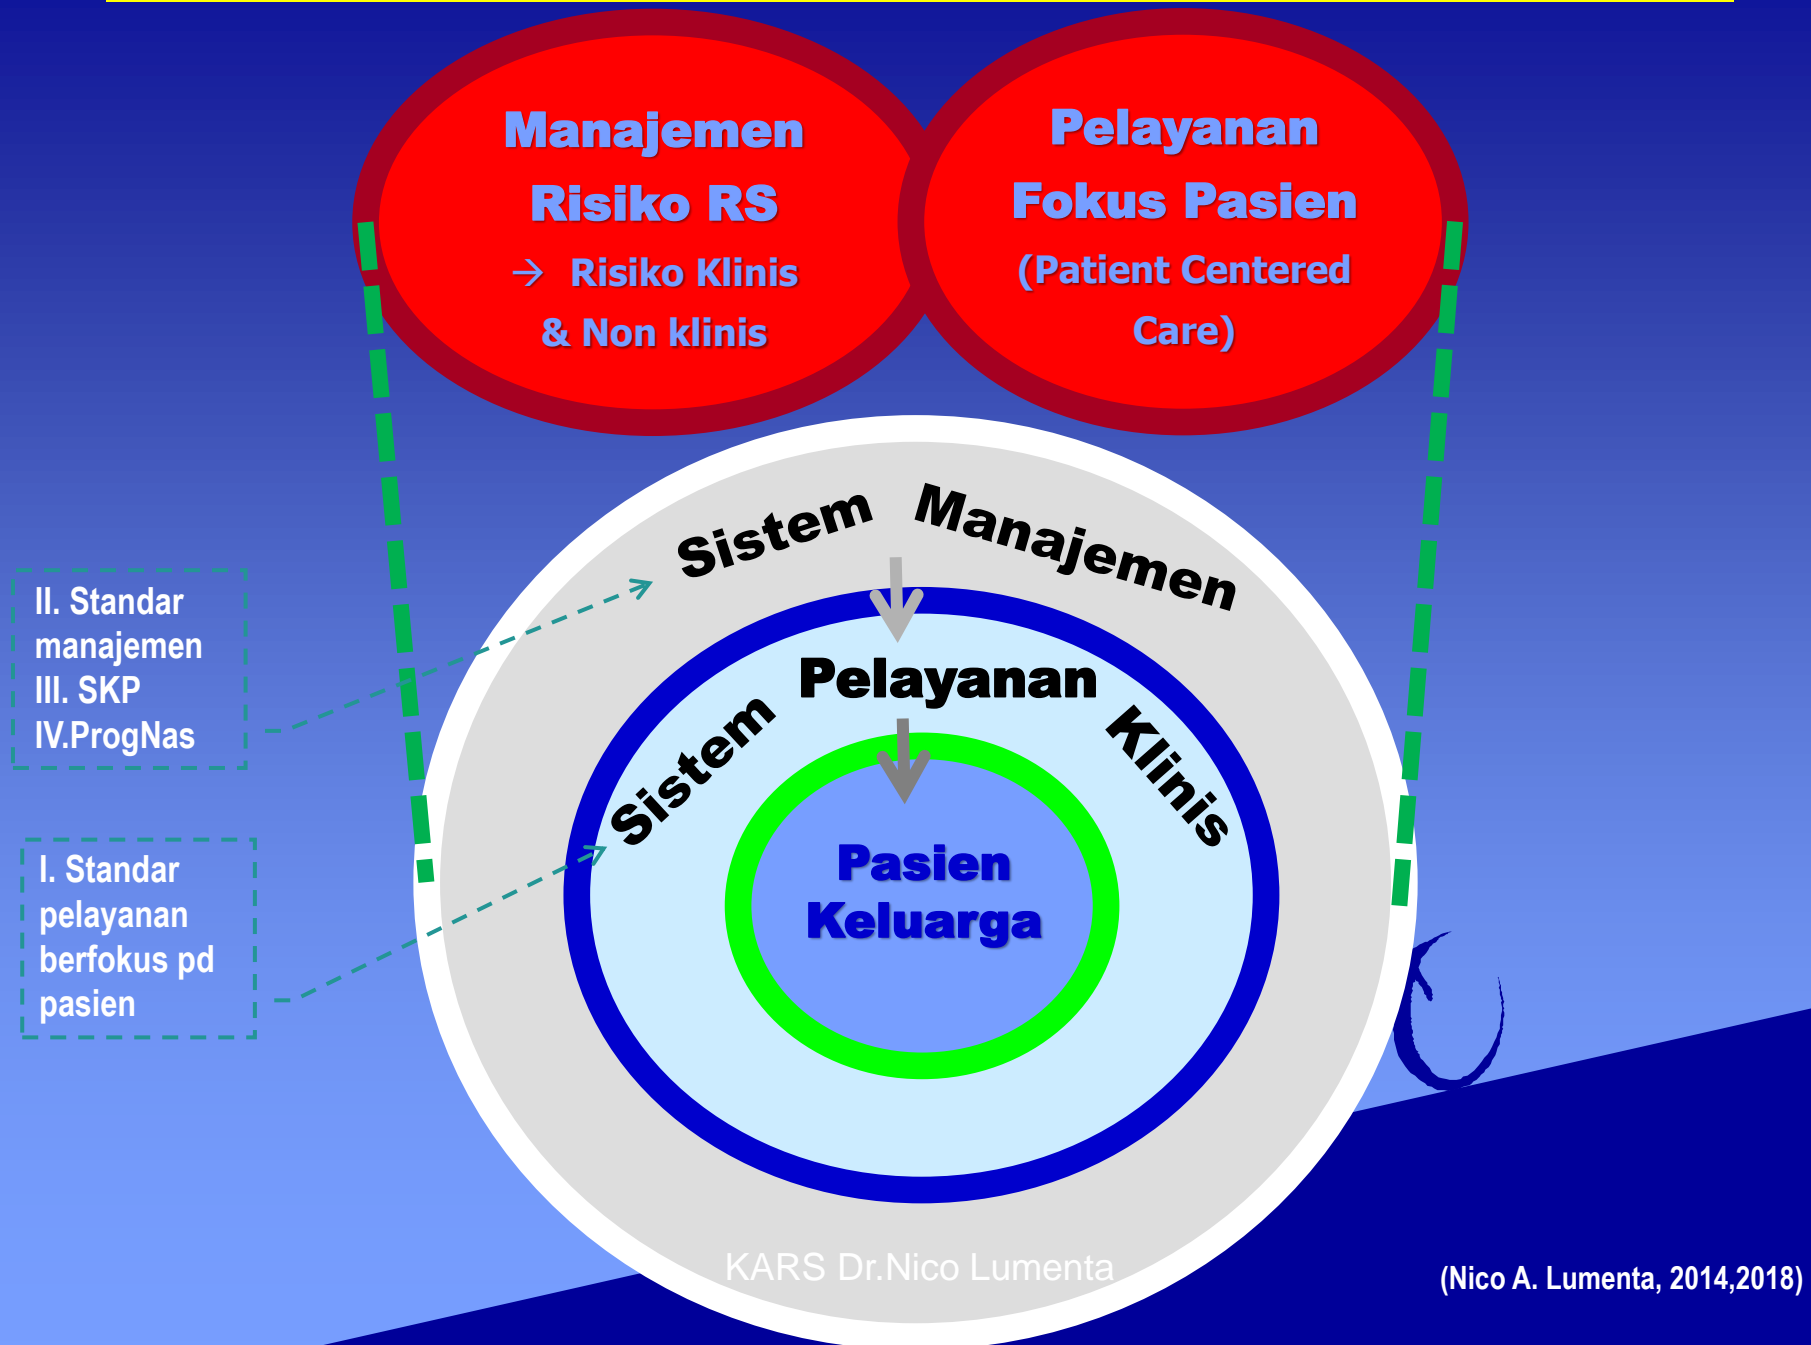 Manajemen
Risiko RS
→ Risiko Klinis
& Non klinis
Pelayanan
Fokus Pasien
(Patient Centered
Care)
Sistem Manajemen
II. Standar
manajemen
III. SKP
IV.ProgNas
Sistem Pelayanan Klinis
I. Standar
pelayanan
berfokus pd
pasien
Pasien
Keluarga
KARS Dr.Nico Lumenta
(Nico A. Lumenta, 2014,2018)